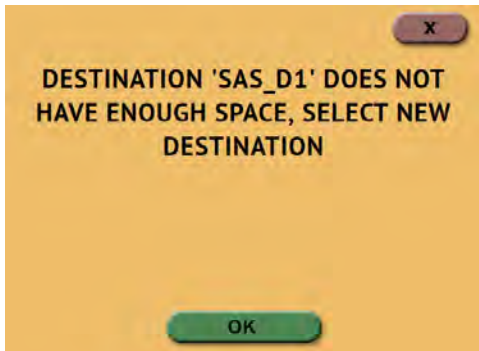 X
DESTINATION 'SAS_D1' DOES NOT
HAVE ENOUGH SPACE, SELECT NEW
DESTINATION
OK